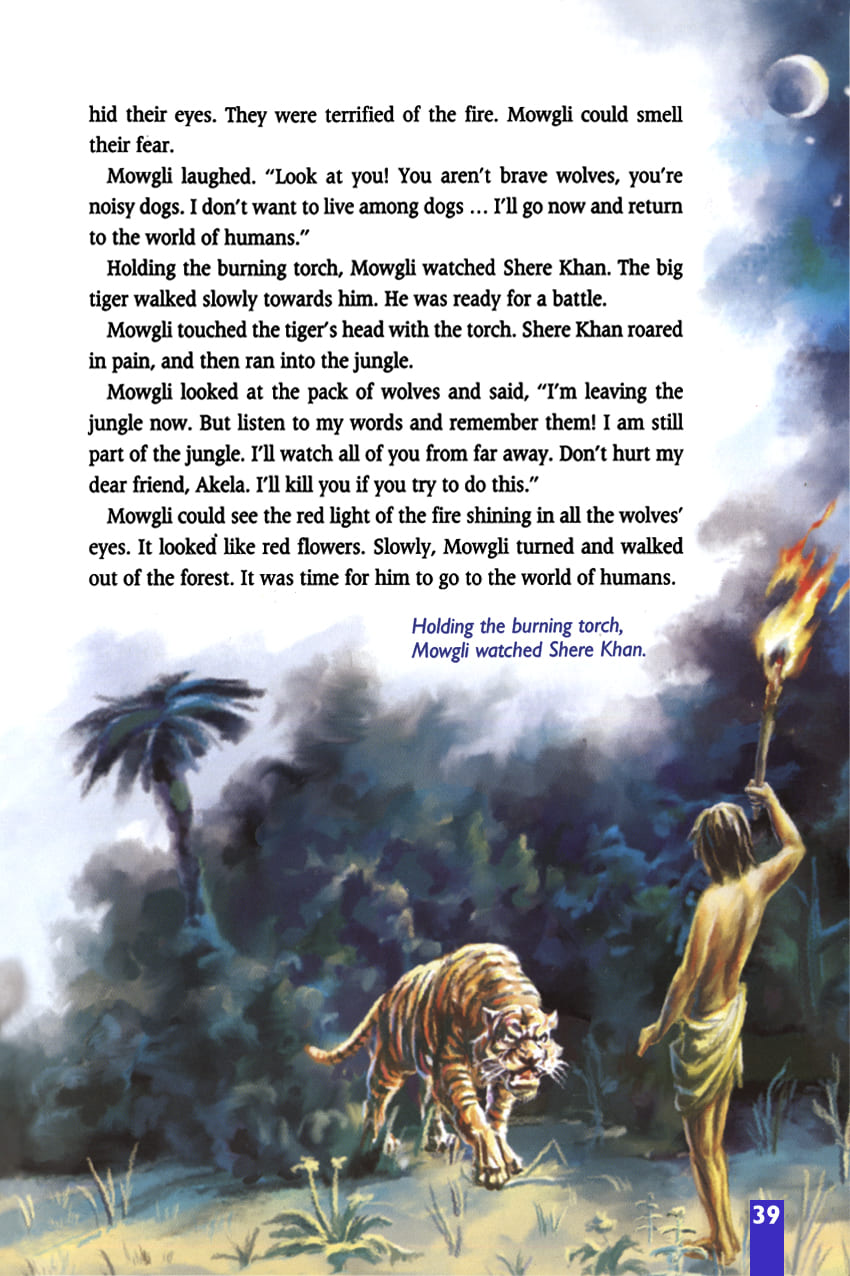 hid their eyes. They were terrified of the fire. Mowgli could smell
their fear.
Mowgli laughed. “Look at you! You aren’t brave wolves, you’re
noisy dogs. I don’t want to live among dogs ... I’ll go now and return
to the world of humans.”
Holding the burning torch, Mowgli watched Shere Khan. The big
tiger walked slowly towards him. He was ready for a battle.
Mowgli touched the tiger’s head with the torch. Shere Khan roared
in pain, and then ran into the jungle.
Mowgli looked at the pack of wolves and said, “I’m leaving the
jungle now. But listen to my words and remember them! I am still
part of the jungle. I’ll watch all of you from far away. Don’t hurt my
dear friend, Akela. I’ll kill you if you try to do this.”
Mowgli could see the red light of the fire shining in all the wolves’
eyes. It looked like red flowers. Slowly, Mowgli turned and walked
out of the forest. It was time for him to go to the world of humans.
Holding the burning torch,
Mowgli watched Shere Khan.
39